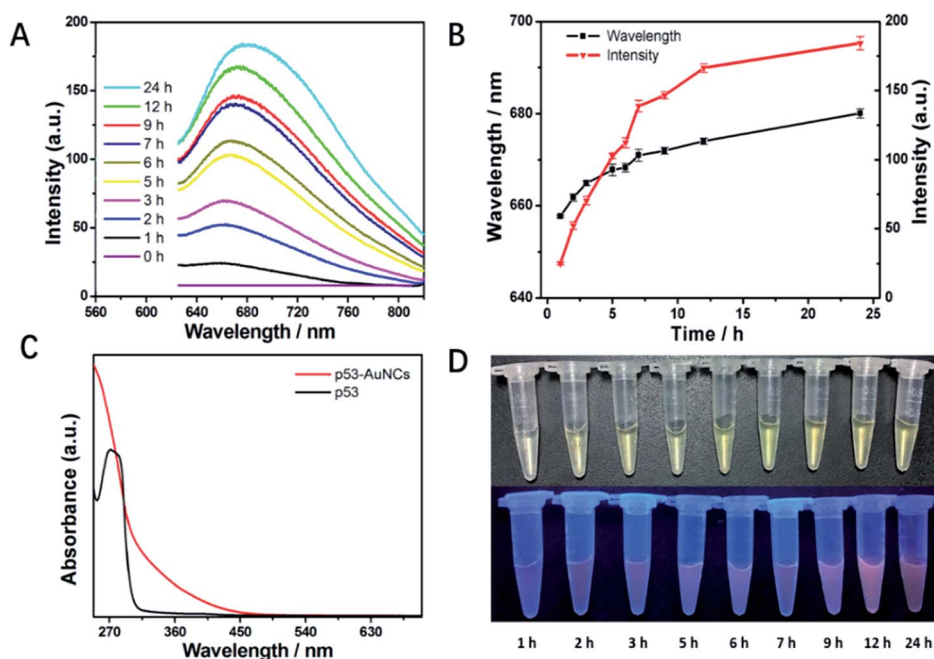 A
Intensity (a.u.)
200
150
100
50
0
24 h
12 h
9 h
7 h
6 h
5 h
3 h
2 h
1 h
0 h
560 600 640 680 720 760 800
Wavelength / nm
B
Wavelength / nm
700
680
660
640
Wavelength
Intensity
200
150
100
50
0
Intensity (a.u.)
0 5 10 15 20 25
Time / h
C
Absorbance (a.u.)
p53-AuNCs
p53
270 360 450 540 630
Wavelength / nm
D
1 h 2 h 3 h 5 h 6 h 7 h 9 h 12 h 24 h